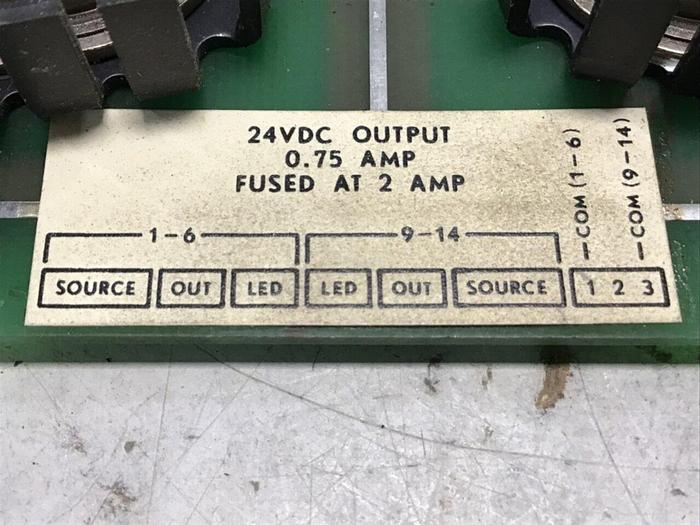 24VDC OUTPUT
0.75 AMP
FUSED AT 2 AMP
1-6 9-14
SOURCE OUT LED LED OUT SOURCE 1 2 3
COM (1-6)
COM (9-14)